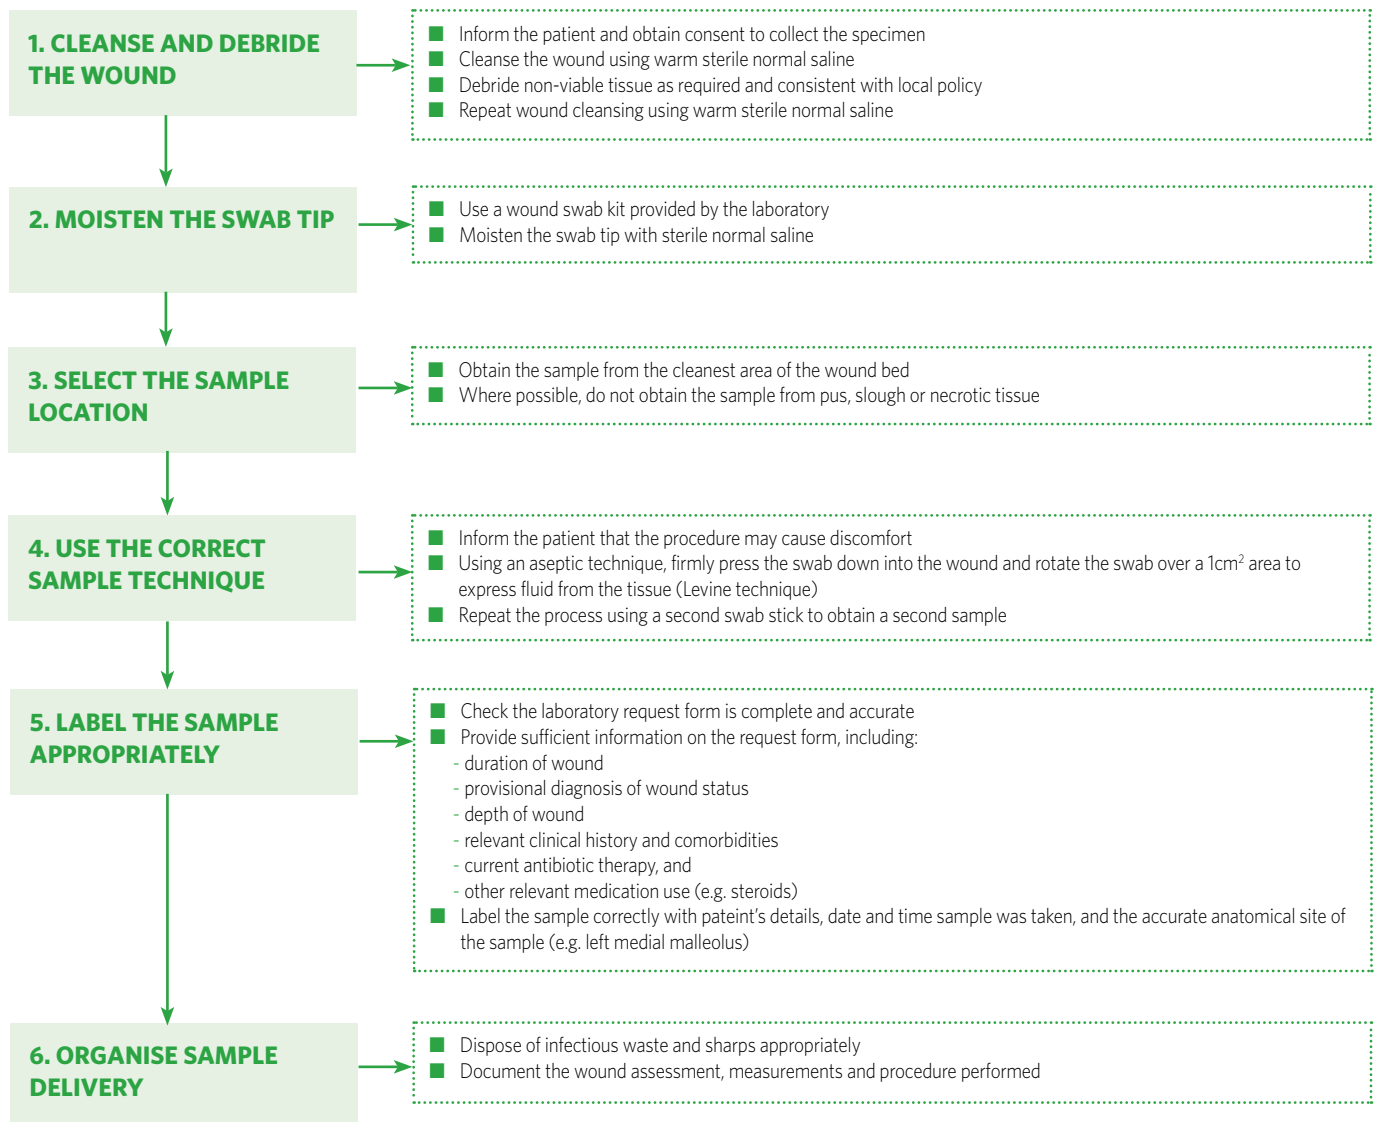 1. CLEANSE AND DEBRIDE
THE WOUND
■ Inform the patient and obtain consent to collect the specimen
■ Cleanse the wound using warm sterile normal saline
■ Debride non-viable tissue as required and consistent with local policy
■ Repeat wound cleansing using warm sterile normal saline
2. MOISTEN THE SWAB TIP
■ Use a wound swab kit provided by the laboratory
■ Moisten the swab tip with sterile normal saline
3. SELECT THE SAMPLE
LOCATION
■ Obtain the sample from the cleanest area of the wound bed
■ Where possible, do not obtain the sample from pus, slough or necrotic tissue
4. USE THE CORRECT
SAMPLE TECHNIQUE
■ Inform the patient that the procedure may cause discomfort
■ Using an aseptic technique, firmly press the swab down into the wound and rotate the swab over a 1cm² area to
express fluid from the tissue (Levine technique)
■ Repeat the process using a second swab stick to obtain a second sample
5. LABEL THE SAMPLE
APPROPRIATELY
■ Check the laboratory request form is complete and accurate
■ Provide sufficient information on the request form, including:
- duration of wound
- provisional diagnosis of wound status
- depth of wound
- relevant clinical history and comorbidities
- current antibiotic therapy, and
- other relevant medication use (e.g. steroids)
■ Label the sample correctly with pateint's details, date and time sample was taken, and the accurate anatomical site of
the sample (e.g. left medial malleolus)
6. ORGANISE SAMPLE
DELIVERY
■ Dispose of infectious waste and sharps appropriately
■ Document the wound assessment, measurements and procedure performed